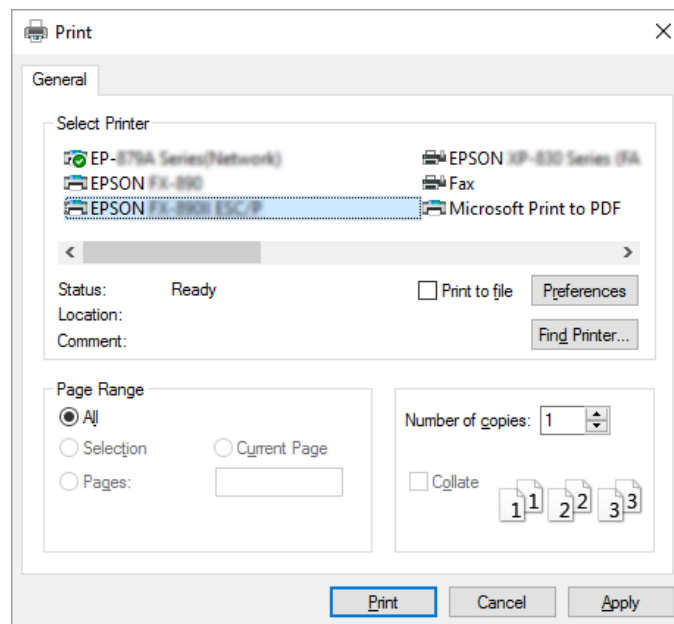 Print
General
Select Printer
EP-
EPSON
EPSON
EPSON
Fax
Microsoft Print to PDF
Status: Ready
Location:
Comment:
Print to file
Preferences
Find Printer...
Page Range
All
Selection
Current Page
Pages:
Number of copies: 1
Collate
1 1 2 2 3 3
Print Cancel Apply